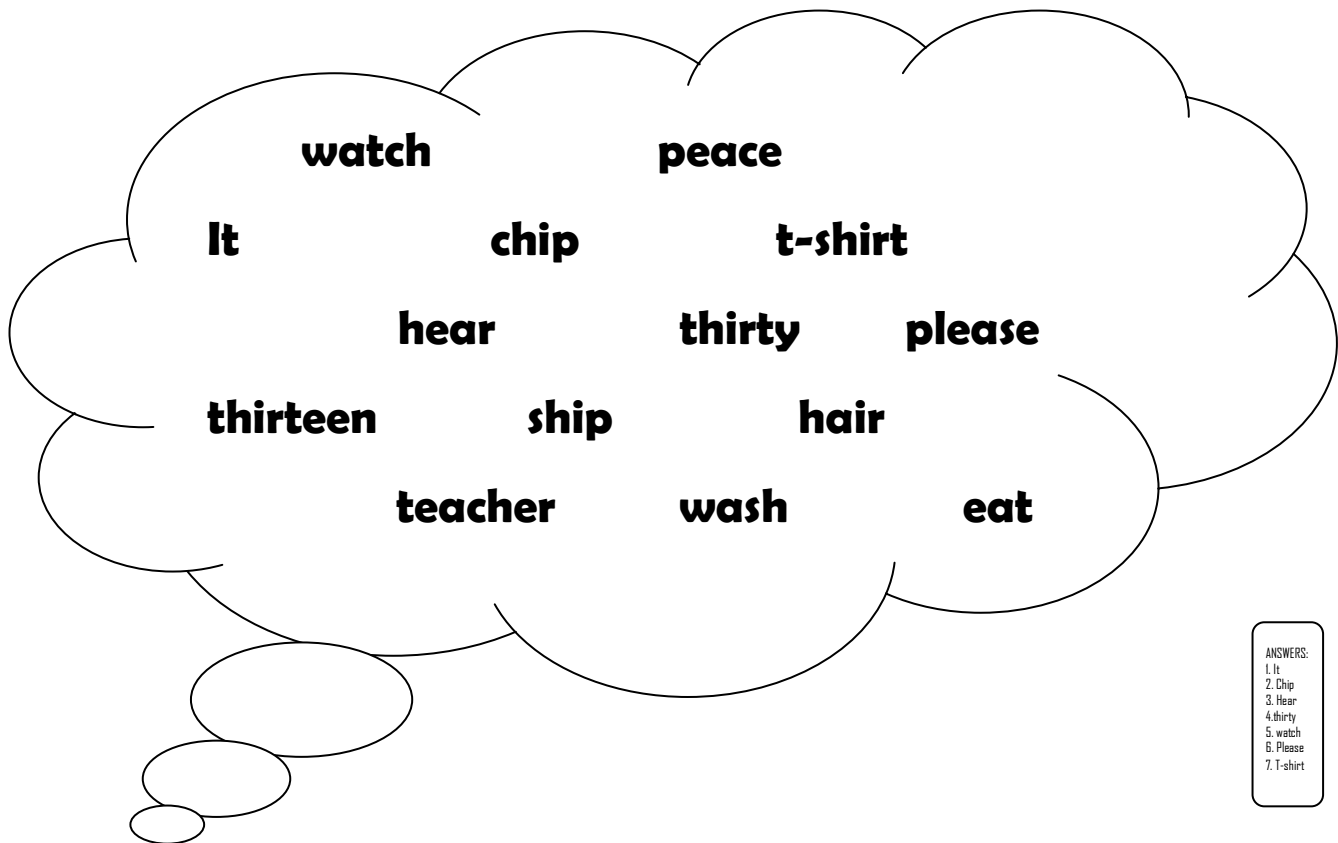 watch peace
It chip t-shirt
hear thirty please
thirteen ship hair
teacher wash eat
ANSWERS:
1. It
2. Chip
3. Hear
4.thirty
5. watch
6. Please
7. T-shirt